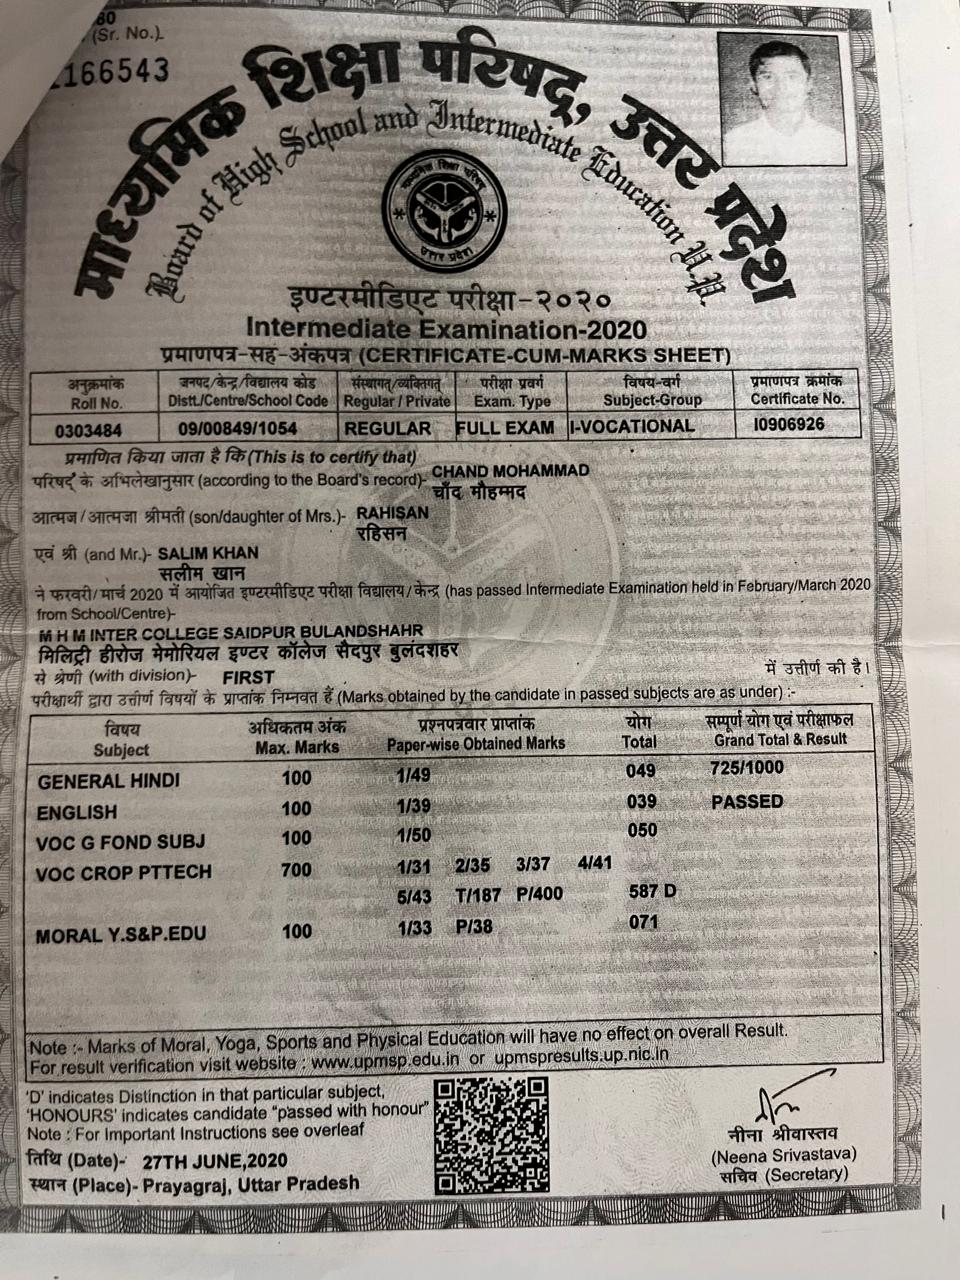 80
(Sr. No.)
166543
माध्यमिक शिक्षा परिषद्, उत्तर प्रदेश
Board of High School and Intermediate Education U.P.
माध्यमिक शिक्षा परिषद्
उत्तर प्रदेश
इण्टरमीडिएट परीक्षा-२०२०
Intermediate Examination-2020
प्रमाणपत्र-सह-अंकपत्र (CERTIFICATE-CUM-MARKS SHEET)
अनुक्रमांक जनपद/केन्द्र/विद्यालय कोड संस्थागत/व्यक्तिगत परीक्षा प्रवर्ग विषय-वर्ग प्रमाणपत्र क्रमांक
Roll No. Distt./Centre/School Code Regular / Private Exam. Type Subject-Group Certificate No.
0303484 09/00849/1054 REGULAR FULL EXAM I-VOCATIONAL I0906926
प्रमाणित किया जाता है कि (This is to certify that)
परिषद् के अभिलेखानुसार (according to the Board's record)- CHAND MOHAMMAD
चाँद मौहम्मद
आत्मज/आत्मजा श्रीमती (son/daughter of Mrs.)- RAHISAN
रहिसन
एवं श्री (and Mr.)- SALIM KHAN
सलीम खान
ने फरवरी/मार्च 2020 में आयोजित इण्टरमीडिएट परीक्षा विद्यालय/केन्द्र (has passed Intermediate Examination held in February/March 2020
from School/Centre)-
M H M INTER COLLEGE SAIDPUR BULANDSHAHR
मिलिट्री हीरोज मेमोरियल इण्टर कॉलेज सैदपुर बुलंदशहर
से श्रेणी (with division)- FIRST में उत्तीर्ण की है।
परीक्षार्थी द्वारा उत्तीर्ण विषयों के प्राप्तांक निम्नवत हैं (Marks obtained by the candidate in passed subjects are as under) :-
विषय अधिकतम अंक प्रश्नपत्रवार प्राप्तांक योग सम्पूर्ण योग एवं परीक्षाफल
Subject Max. Marks Paper-wise Obtained Marks Total Grand Total & Result
GENERAL HINDI 100 1/49 049 725/1000
ENGLISH 100 1/39 039 PASSED
VOC G FOND SUBJ 100 1/50 050
VOC CROP PTTECH 700 1/31 2/35 3/37 4/41
5/43 T/187 P/400 587 D
MORAL Y.S&P.EDU 100 1/33 P/38 071
Note :- Marks of Moral, Yoga, Sports and Physical Education will have no effect on overall Result.
For result verification visit website : www.upmsp.edu.in or upmspresults.up.nic.in
'D' indicates Distinction in that particular subject,
'HONOURS' indicates candidate "passed with honour"
Note : For Important Instructions see overleaf
तिथि (Date)- 27TH JUNE,2020
स्थान (Place)- Prayagraj, Uttar Pradesh
नीना श्रीवास्तव
(Neena Srivastava)
सचिव (Secretary)